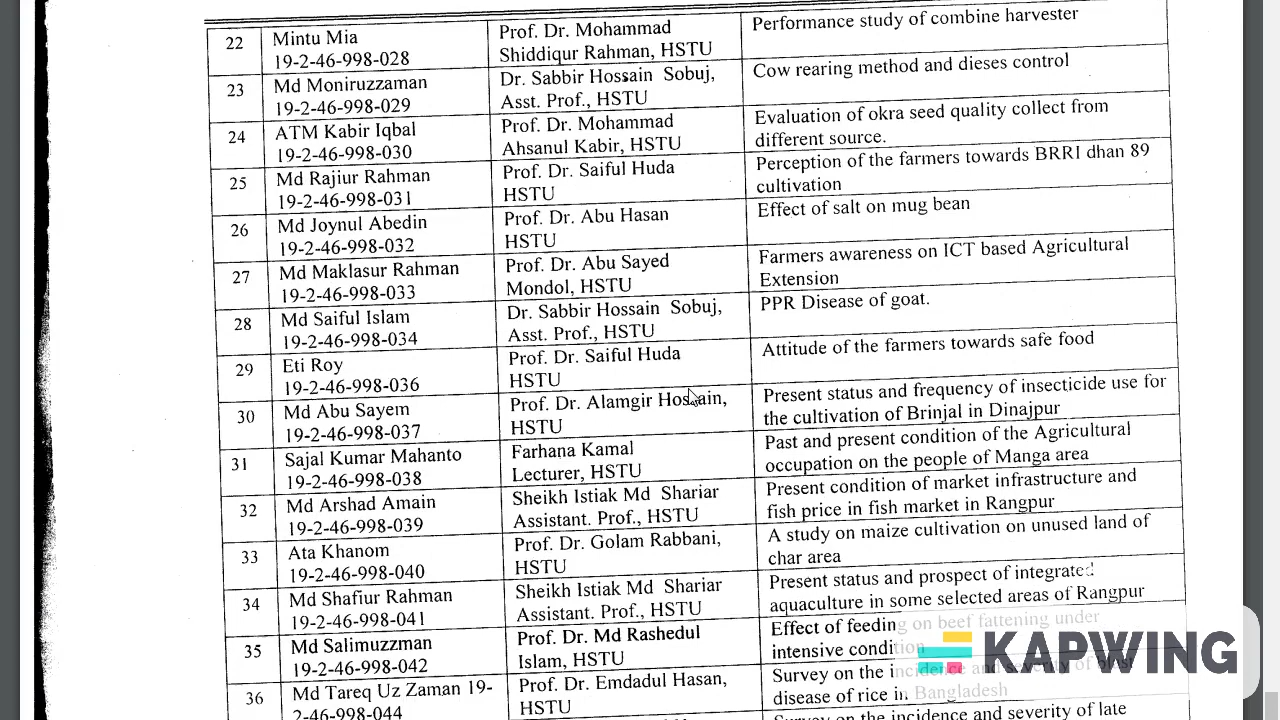 22
Mintu Mia
19-2-46-998-028
Prof. Dr. Mohammad
Shiddiqur Rahman, HSTU
Performance study of combine harvester
23
Md Moniruzzaman
19-2-46-998-029
Dr. Sabbir Hossain Sobuj,
Asst. Prof., HSTU
Cow rearing method and dieses control
24
ATM Kabir Iqbal
19-2-46-998-030
Prof. Dr. Mohammad
Ahsanul Kabir, HSTU
Evaluation of okra seed quality collect from
different source.
25
Md Rajiur Rahman
19-2-46-998-031
Prof. Dr. Saiful Huda
HSTU
Perception of the farmers towards BRRI dhan 89
cultivation
26
Md Joynul Abedin
19-2-46-998-032
Prof. Dr. Abu Hasan
HSTU
Effect of salt on mug bean
27
Md Maklasur Rahman
19-2-46-998-033
Prof. Dr. Abu Sayed
Mondol, HSTU
Farmers awareness on ICT based Agricultural
Extension
28
Md Saiful Islam
19-2-46-998-034
Dr. Sabbir Hossain Sobuj,
Asst. Prof., HSTU
PPR Disease of goat.
29
Eti Roy
19-2-46-998-036
Prof. Dr. Saiful Huda
HSTU
Attitude of the farmers towards safe food
30
Md Abu Sayem
19-2-46-998-037
Prof. Dr. Alamgir Hossain,
HSTU
Present status and frequency of insecticide use for
the cultivation of Brinjal in Dinajpur
31
Sajal Kumar Mahanto
19-2-46-998-038
Farhana Kamal
Lecturer, HSTU
Past and present condition of the Agricultural
occupation on the people of Manga area
32
Md Arshad Amain
19-2-46-998-039
Sheikh Istiak Md Shariar
Assistant. Prof., HSTU
Present condition of market infrastructure and
fish price in fish market in Rangpur
33
Ata Khanom
19-2-46-998-040
Prof. Dr. Golam Rabbani,
HSTU
A study on maize cultivation on unused land of
char area
34
Md Shafiur Rahman
19-2-46-998-041
Sheikh Istiak Md Shariar
Assistant. Prof., HSTU
Present status and prospect of integrated
aquaculture in some selected areas of Rangpur
35
Md Salimuzzman
19-2-46-998-042
Prof. Dr. Md Rashedul
Islam, HSTU
Effect of feeding on beef fattening under
intensive condition
36
Md Tareq Uz Zaman 19-
2-46-998-044
Prof. Dr. Emdadul Hasan,
HSTU
Survey on the incidence and severity of blast
disease of rice in Bangladesh
Survey on the incidence and severity of late
KAPWING